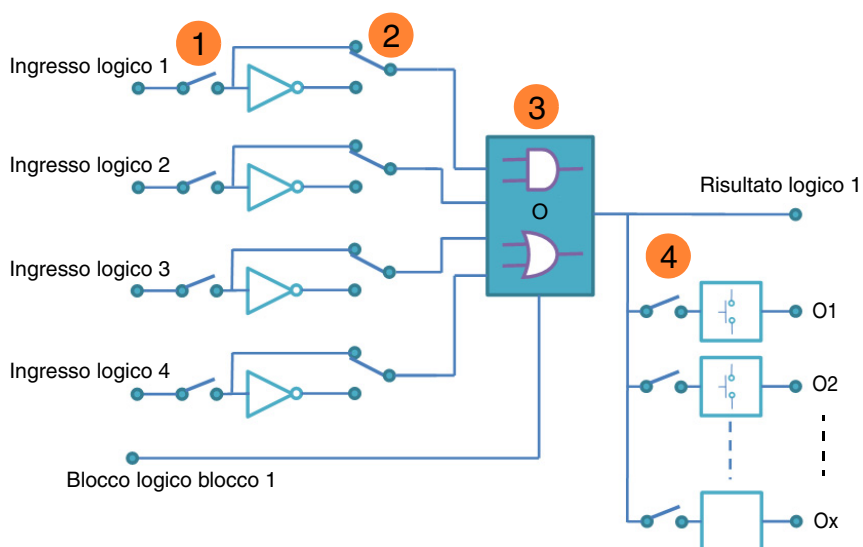 1
2
Ingresso logico 1
3
Ingresso logico 2
Risultato logico 1
O
4
Ingresso logico 3
O1
Ingresso logico 4
O2
Blocco logico blocco 1
Ox